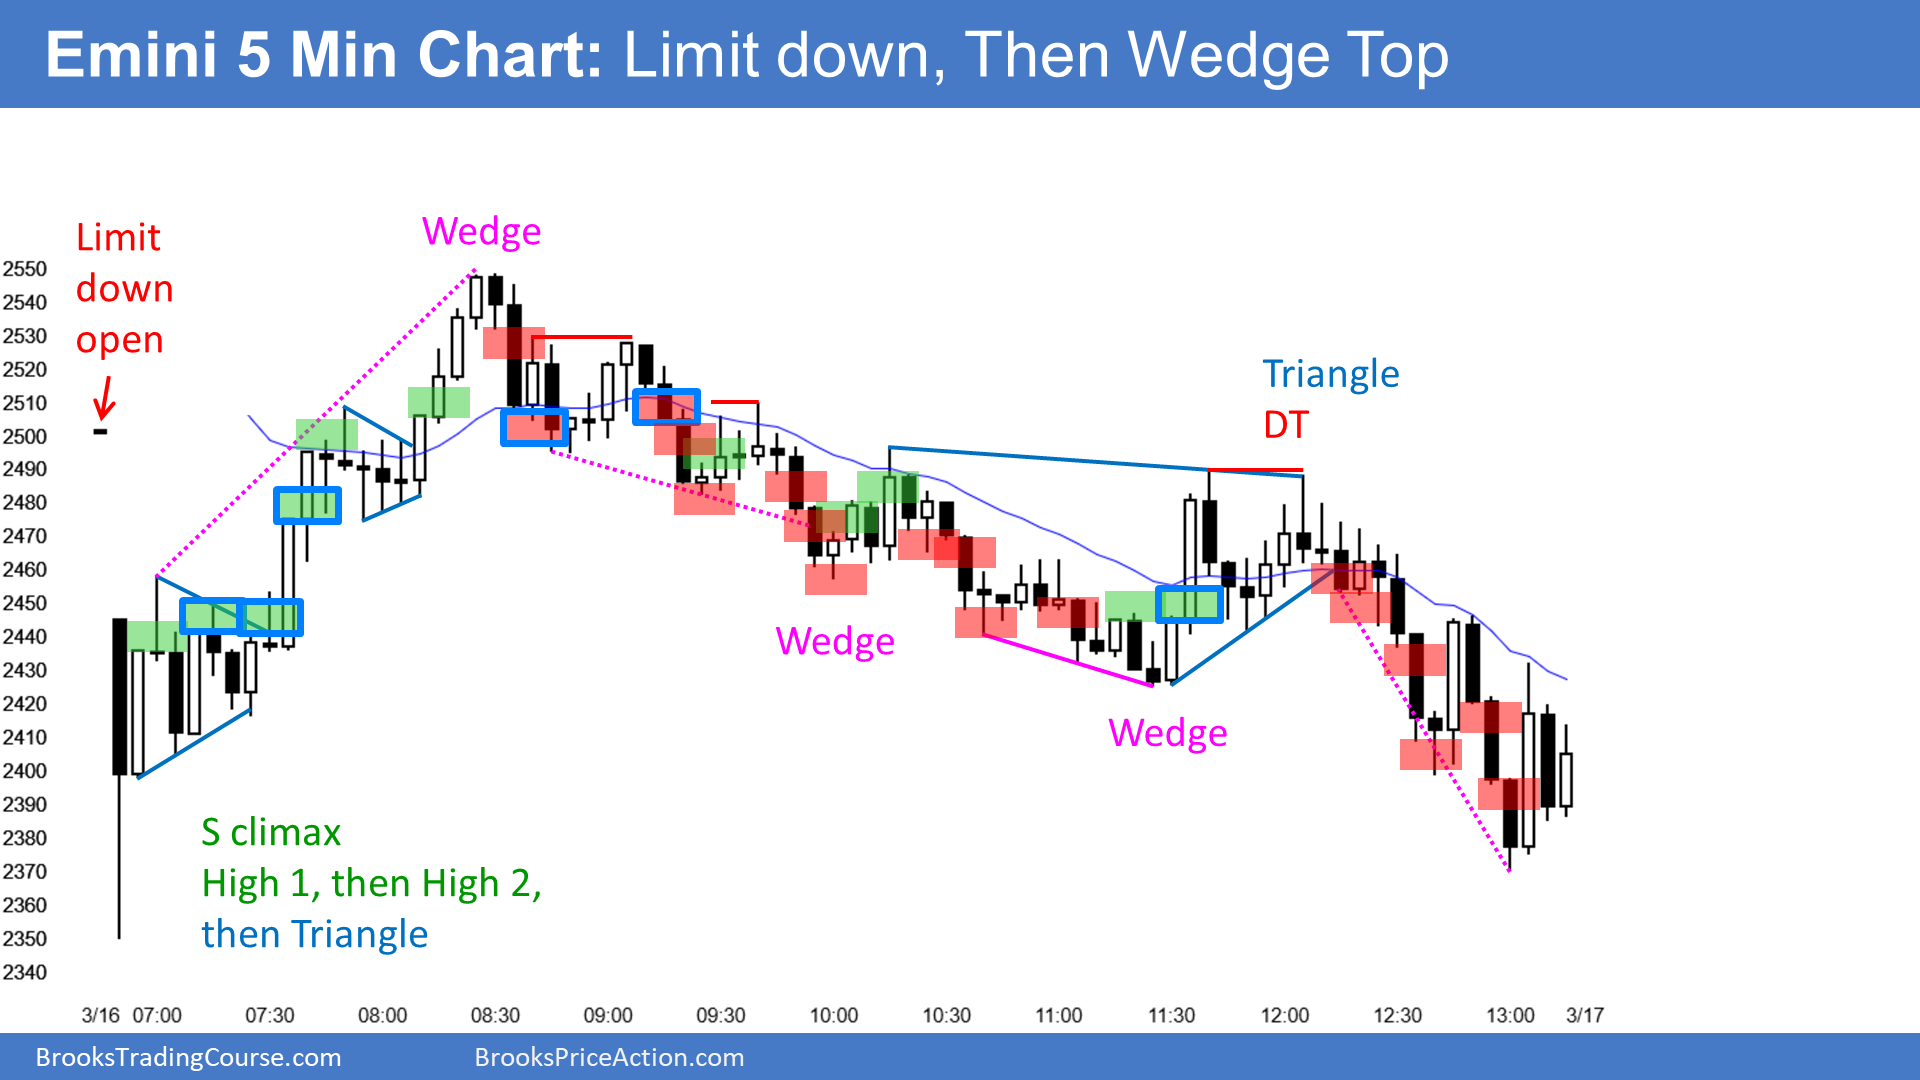 Emini 5 Min Chart: Limit down, Then Wedge Top
Limit
down
open
Wedge
Triangle
DT
Wedge
Wedge
S climax
High 1, then High 2,
then Triangle
2550
2540
2530
2520
2510
2500
2490
2480
2470
2460
2450
2440
2430
2420
2410
2400
2390
2380
2370
2360
2350
2340
3/16 07:00 07:30 08:00 08:30 09:00 09:30 10:00 10:30 11:00 11:30 12:00 12:30 13:00 3/17
BrooksTradingCourse.com BrooksPriceAction.com